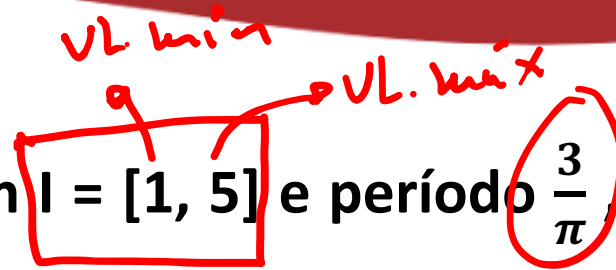 VL. mín
VL. máx
I = [1, 5] e período 3/π ,